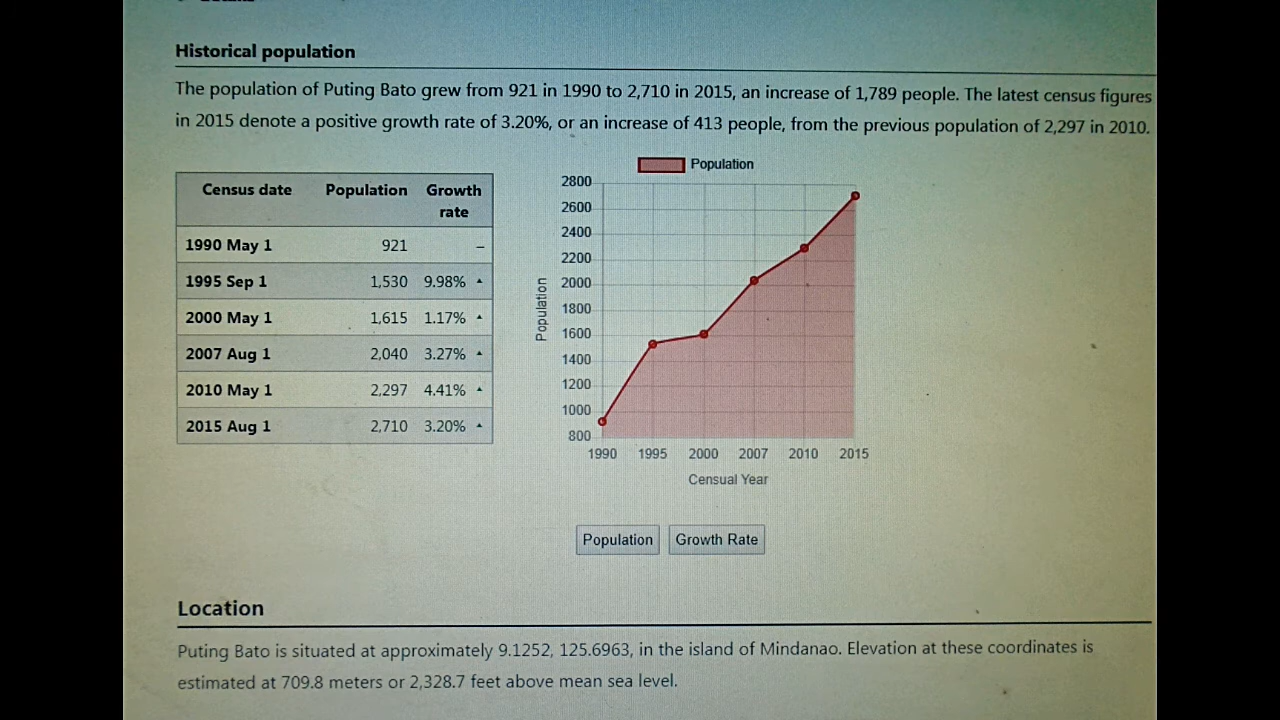 Historical population
The population of Puting Bato grew from 921 in 1990 to 2,710 in 2015, an increase of 1,789 people. The latest census figures
in 2015 denote a positive growth rate of 3.20%, or an increase of 413 people, from the previous population of 2,297 in 2010.
Census date Population Growth rate
1990 May 1 921 –
1995 Sep 1 1,530 9.98% ▲
2000 May 1 1,615 1.17% ▲
2007 Aug 1 2,040 3.27% ▲
2010 May 1 2,297 4.41% ▲
2015 Aug 1 2,710 3.20% ▲
Population
2800
2600
2400
2200
2000
1800
1600
1400
1200
1000
800
Population
1990 1995 2000 2007 2010 2015
Censual Year
Population Growth Rate
Location
Puting Bato is situated at approximately 9.1252, 125.6963, in the island of Mindanao. Elevation at these coordinates is
estimated at 709.8 meters or 2,328.7 feet above mean sea level.